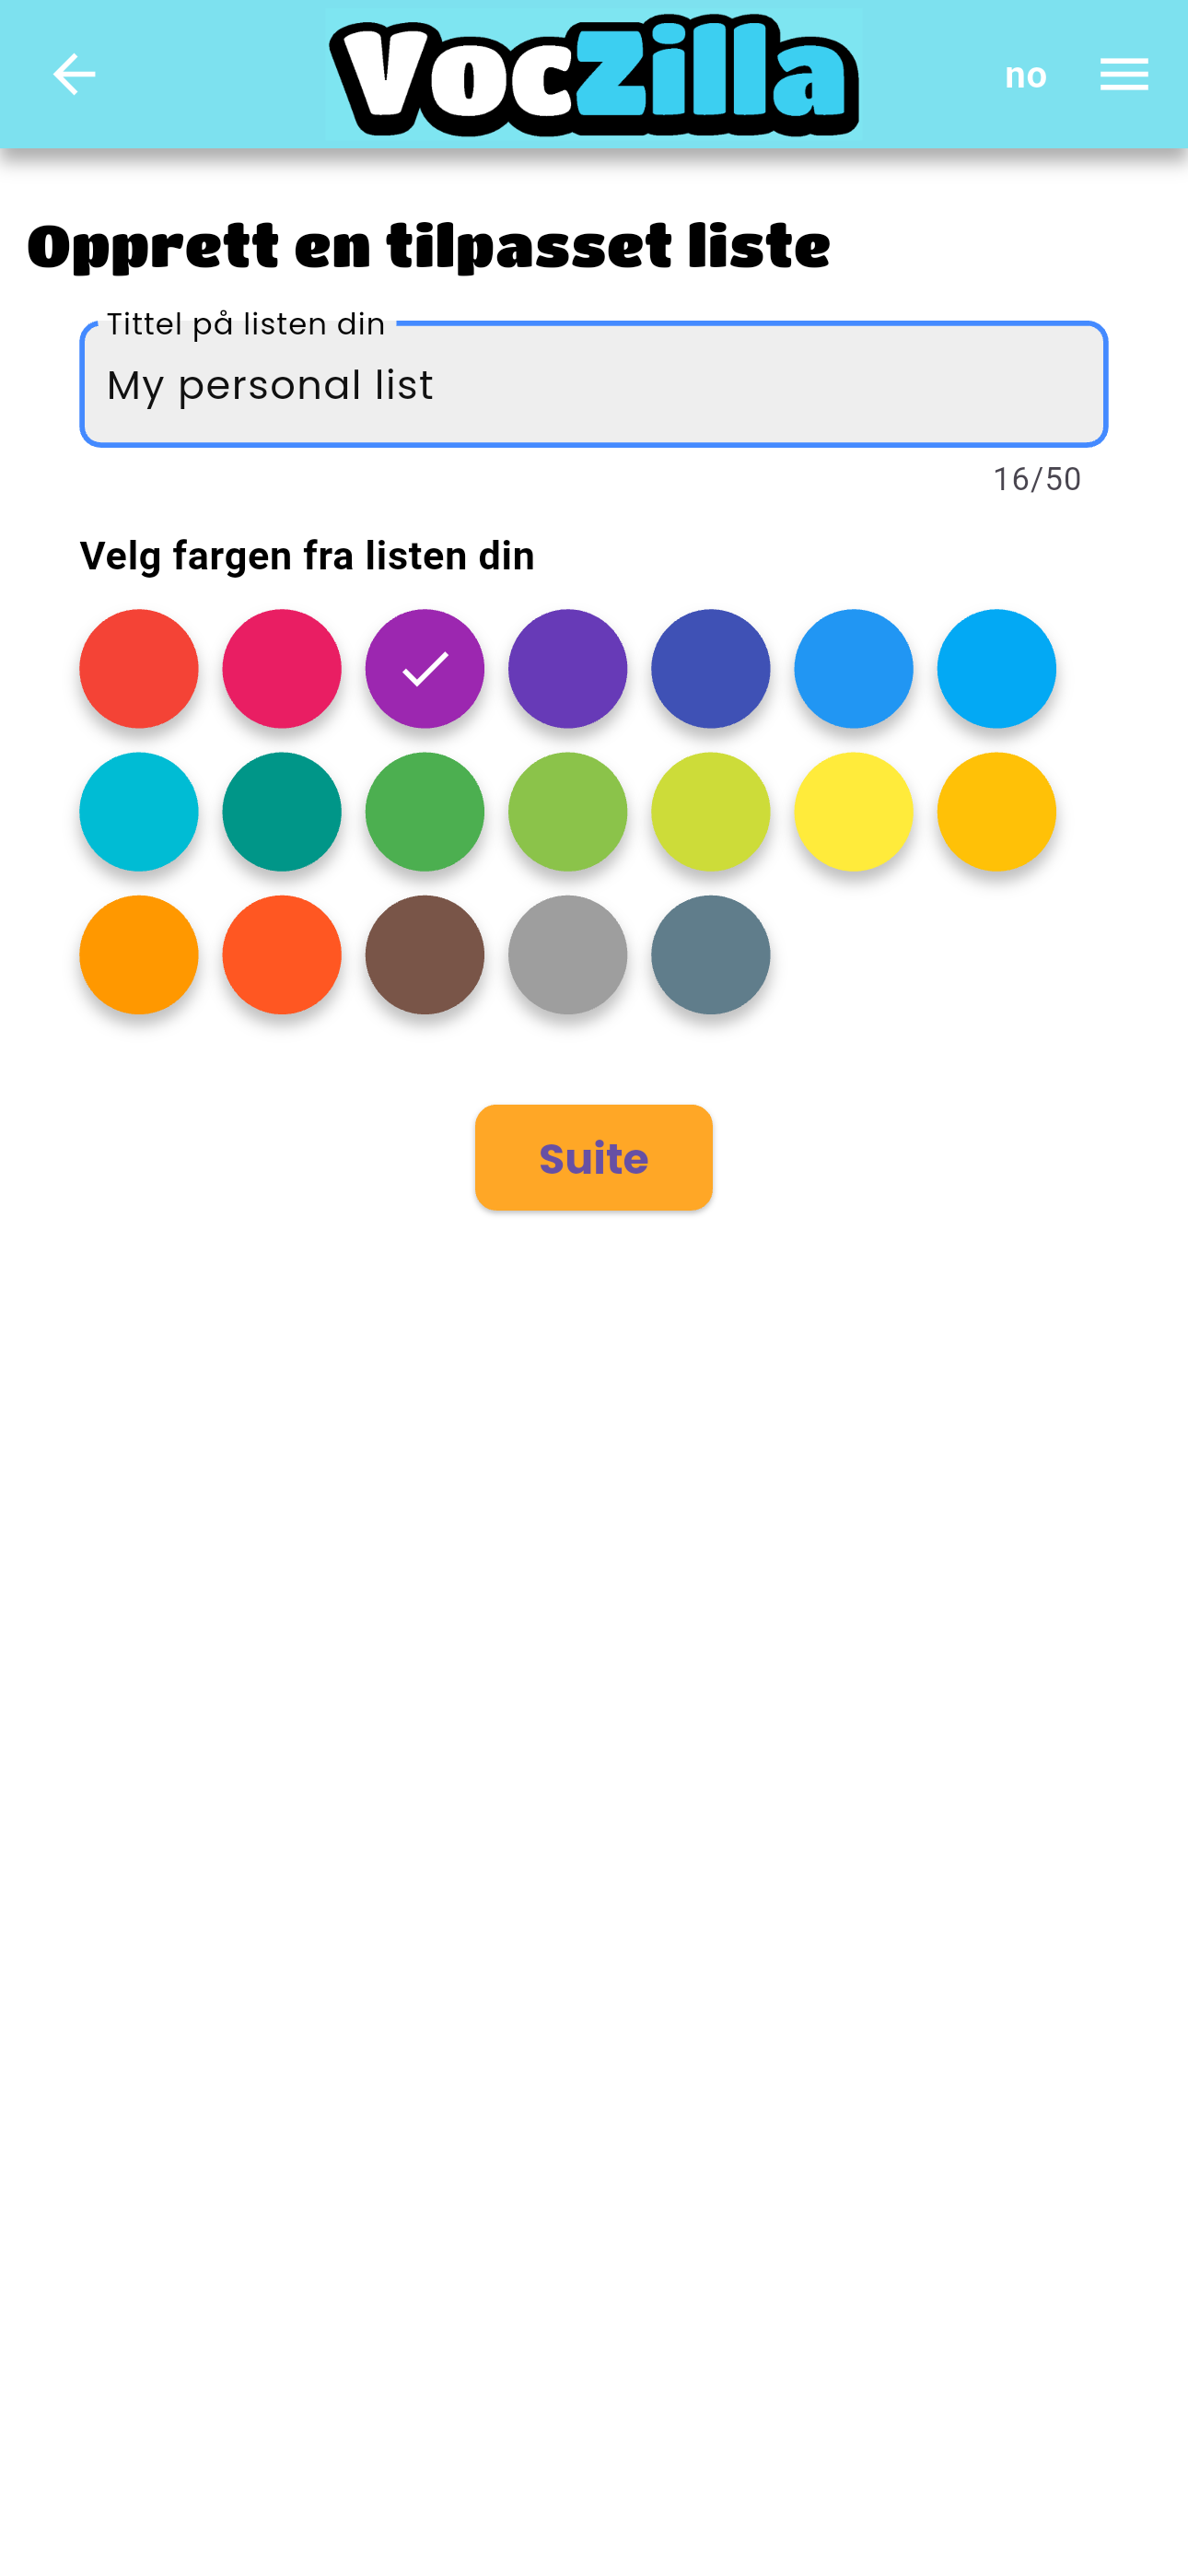 VocZilla
no
Opprett en tilpasset liste
Tittel på listen din
My personal list
16/50
Velg fargen fra listen din
Suite